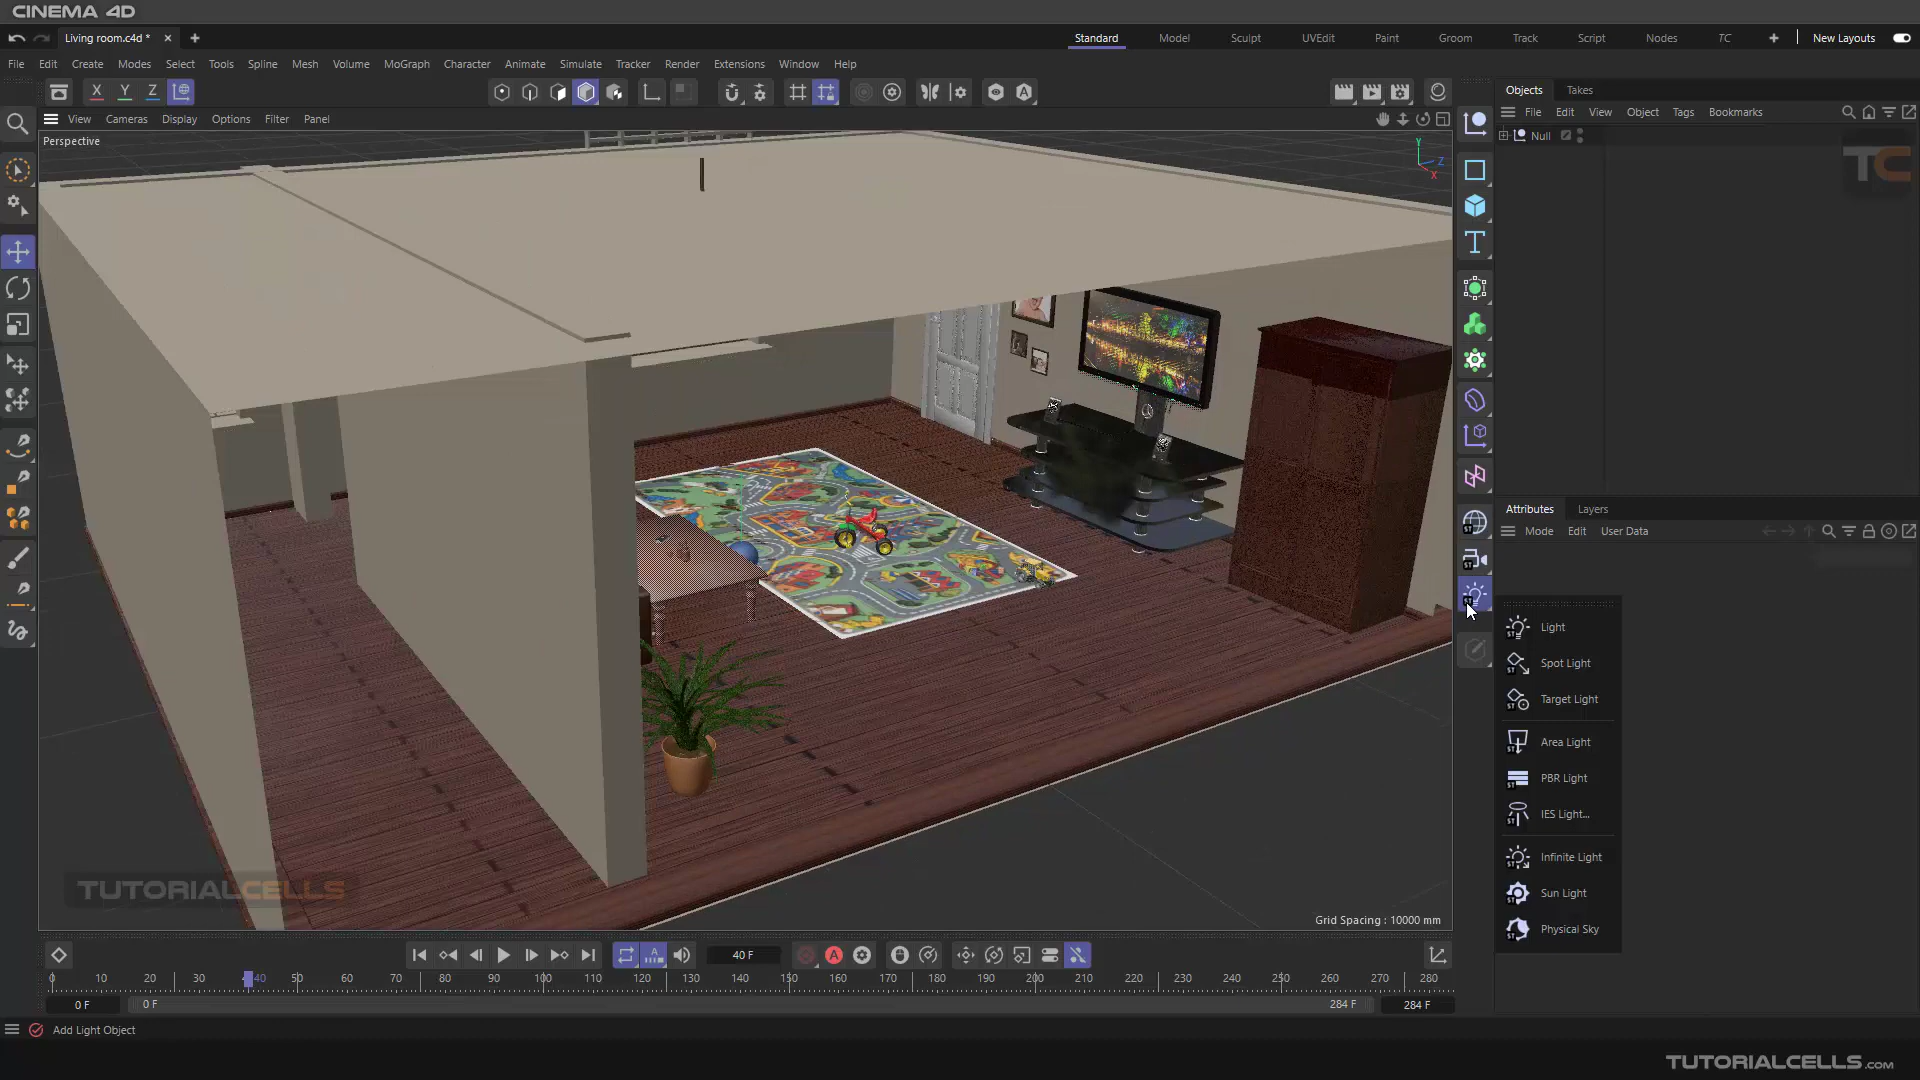 CINEMA 4D
Living room.c4d *
Standard Model Sculpt UVEdit Paint Groom Track Script Nodes TC New Layouts
File Edit Create Modes Select Tools Spline Mesh Volume MoGraph Character Animate Simulate Tracker Render Extensions Window Help
X Y Z
Objects Takes
View Cameras Display Options Filter Panel
File Edit View Object Tags Bookmarks
Perspective
Y
Z
X
Null
TC
Attributes Layers
Mode Edit User Data
Light
Spot Light
Target Light
Area Light
PBR Light
IES Light...
Infinite Light
Sun Light
Physical Sky
TUTORIALCELLS
Grid Spacing : 10000 mm
40 F
0 10 20 30 40 50 60 70 80 90 100 110 120 130 140 150 160 170 180 190 200 210 220 230 240 250 260 270 280
0 F 0 F 284 F 284 F
Add Light Object
TUTORIALCELLS.com